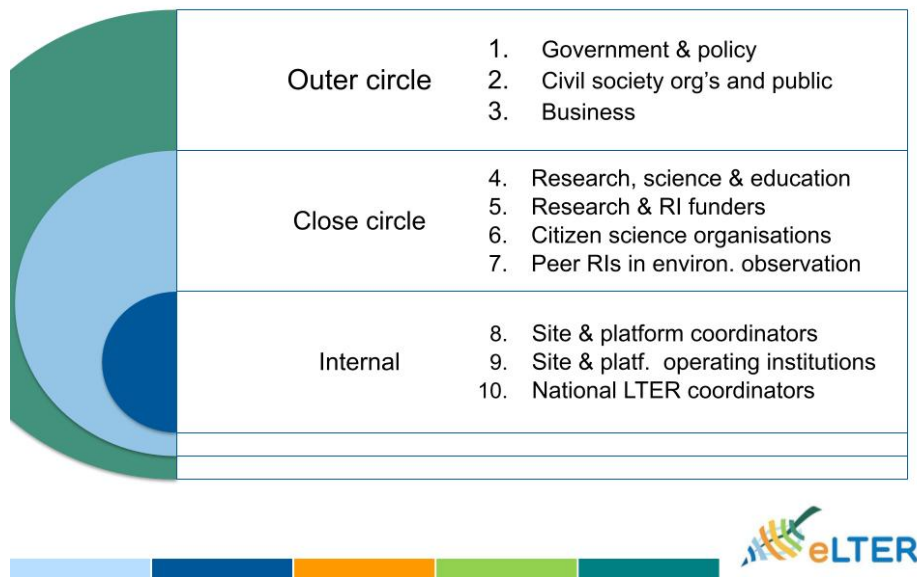 Outer circle
1. Government & policy
2. Civil society org's and public
3. Business
Close circle
4. Research, science & education
5. Research & RI funders
6. Citizen science organisations
7. Peer RIs in environ. observation
Internal
8. Site & platform coordinators
9. Site & platf. operating institutions
10. National LTER coordinators
eLTER